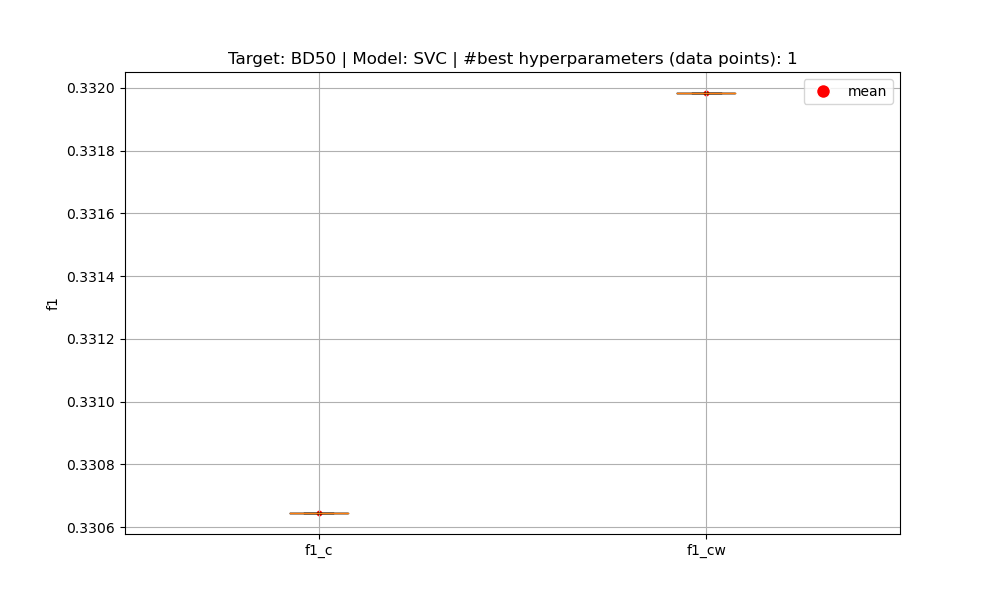 Target: BD50 | Model: SVC | #best hyperparameters (data points): 1
mean
0.3320
0.3318
0.3316
0.3314
0.3312
0.3310
0.3308
0.3306
f1
f1_c
f1_cw